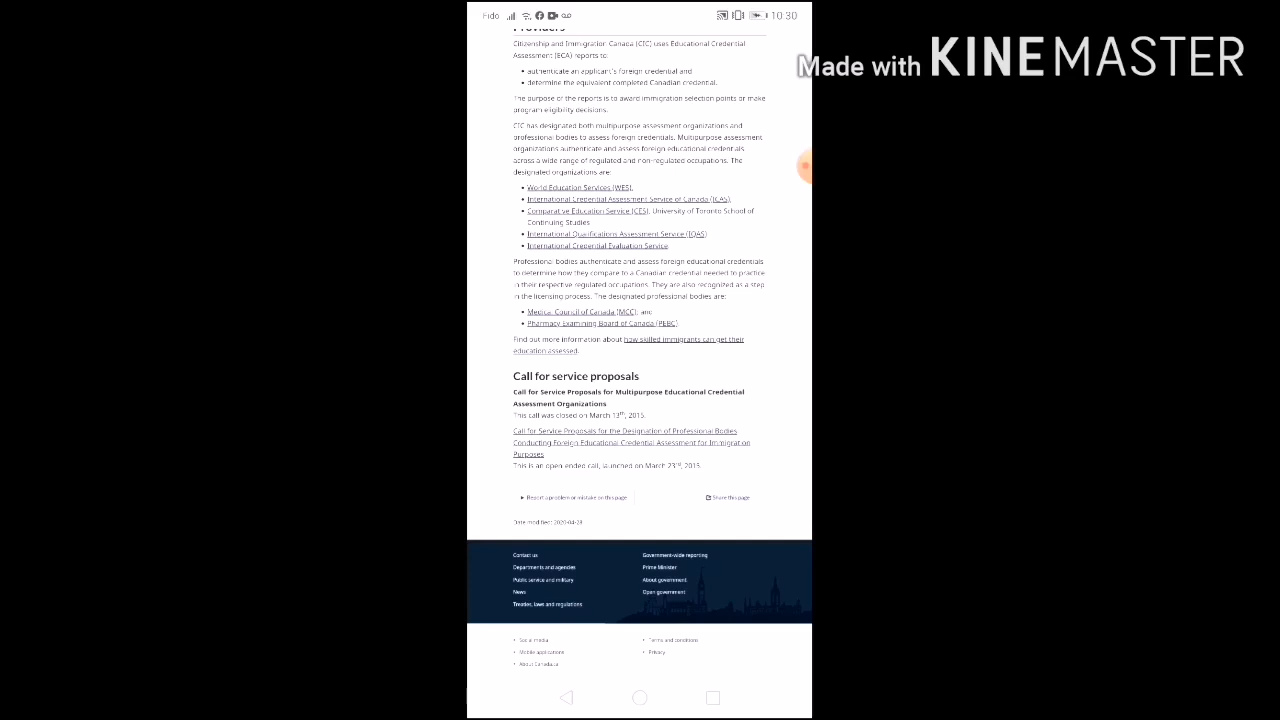 Fido 10:30
Made with KINEMASTER
Providers
Citizenship and Immigration Canada (CIC) uses Educational Credential
Assessment (ECA) reports to:
• authenticate an applicant's foreign credential and
• determine the equivalent completed Canadian credential.
The purpose of the reports is to award immigration selection points or make
program eligibility decisions.
CIC has designated both multipurpose assessment organizations and
professional bodies to assess foreign credentials. Multipurpose assessment
organizations authenticate and assess foreign educational credentials
across a wide range of regulated and non-regulated occupations. The
designated organizations are:
• World Education Services (WES),
• International Credential Assessment Service of Canada (ICAS),
• Comparative Education Service (CES), University of Toronto School of
Continuing Studies
• International Qualifications Assessment Service (IQAS)
• International Credential Evaluation Service
Professional bodies authenticate and assess foreign educational credentials
to determine how they compare to a Canadian credential needed to practice
in their respective regulated occupations. They are also recognized as a step
in the licensing process. The designated professional bodies are:
• Medical Council of Canada (MCC); and
• Pharmacy Examining Board of Canada (PEBC)
Find out more information about how skilled immigrants can get their
education assessed.
Call for service proposals
Call for Service Proposals for Multipurpose Educational Credential
Assessment Organizations
This call was closed on March 13th, 2015.
Call for Service Proposals for the Designation of Professional Bodies
Conducting Foreign Educational Credential Assessment for Immigration
Purposes
This is an open ended call, launched on March 23rd, 2015.
Report a problem or mistake on this page Share this page
Date modified: 2020-04-28
Contact us Government-wide reporting
Departments and agencies Prime Minister
Public service and military About government
News Open government
Treaties, laws and regulations
• Social media • Terms and conditions
• Mobile applications • Privacy
• About Canada.ca